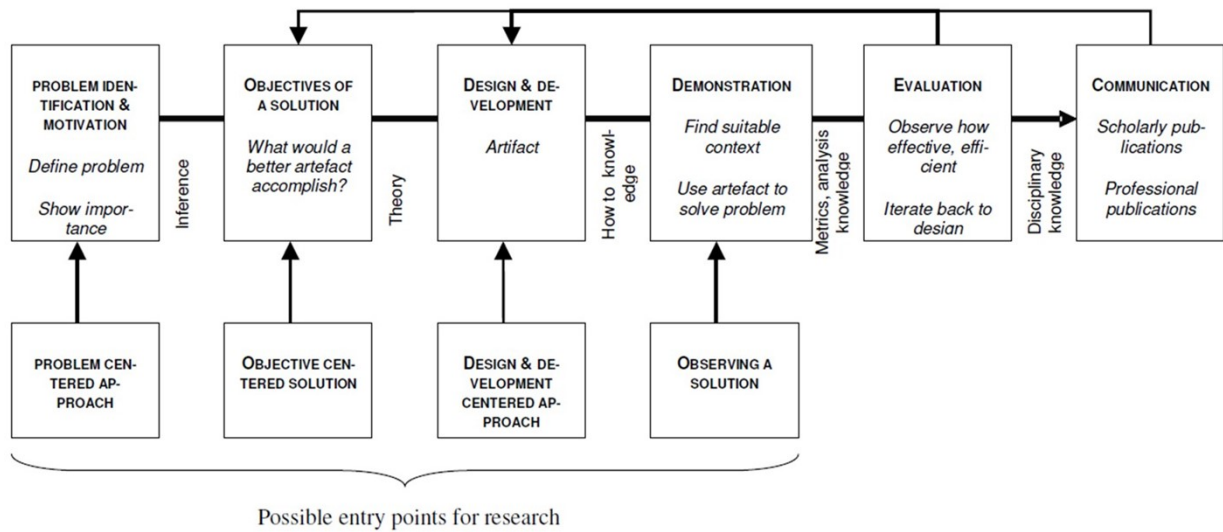 PROBLEM IDEN-
TIFICATION &
MOTIVATION
Define problem
Show impor-
tance
Inference
OBJECTIVES OF
A SOLUTION
What would a
better artefact
accomplish?
Theory
DESIGN & DE-
VELOPMENT
Artifact
How to knowl-
edge
DEMONSTRATION
Find suitable
context
Use artefact to
solve problem
Metrics, analysis
knowledge
EVALUATION
Observe how
effective, effi-
cient
Iterate back to
design
Disciplinary
knowledge
COMMUNICATION
Scholarly pub-
lications
Professional
publications
PROBLEM CEN-
TERED AP-
PROACH
OBJECTIVE CEN-
TERED SOLUTION
DESIGN & DE-
VELOPMENT
CENTERED AP-
PROACH
OBSERVING A
SOLUTION
Possible entry points for research